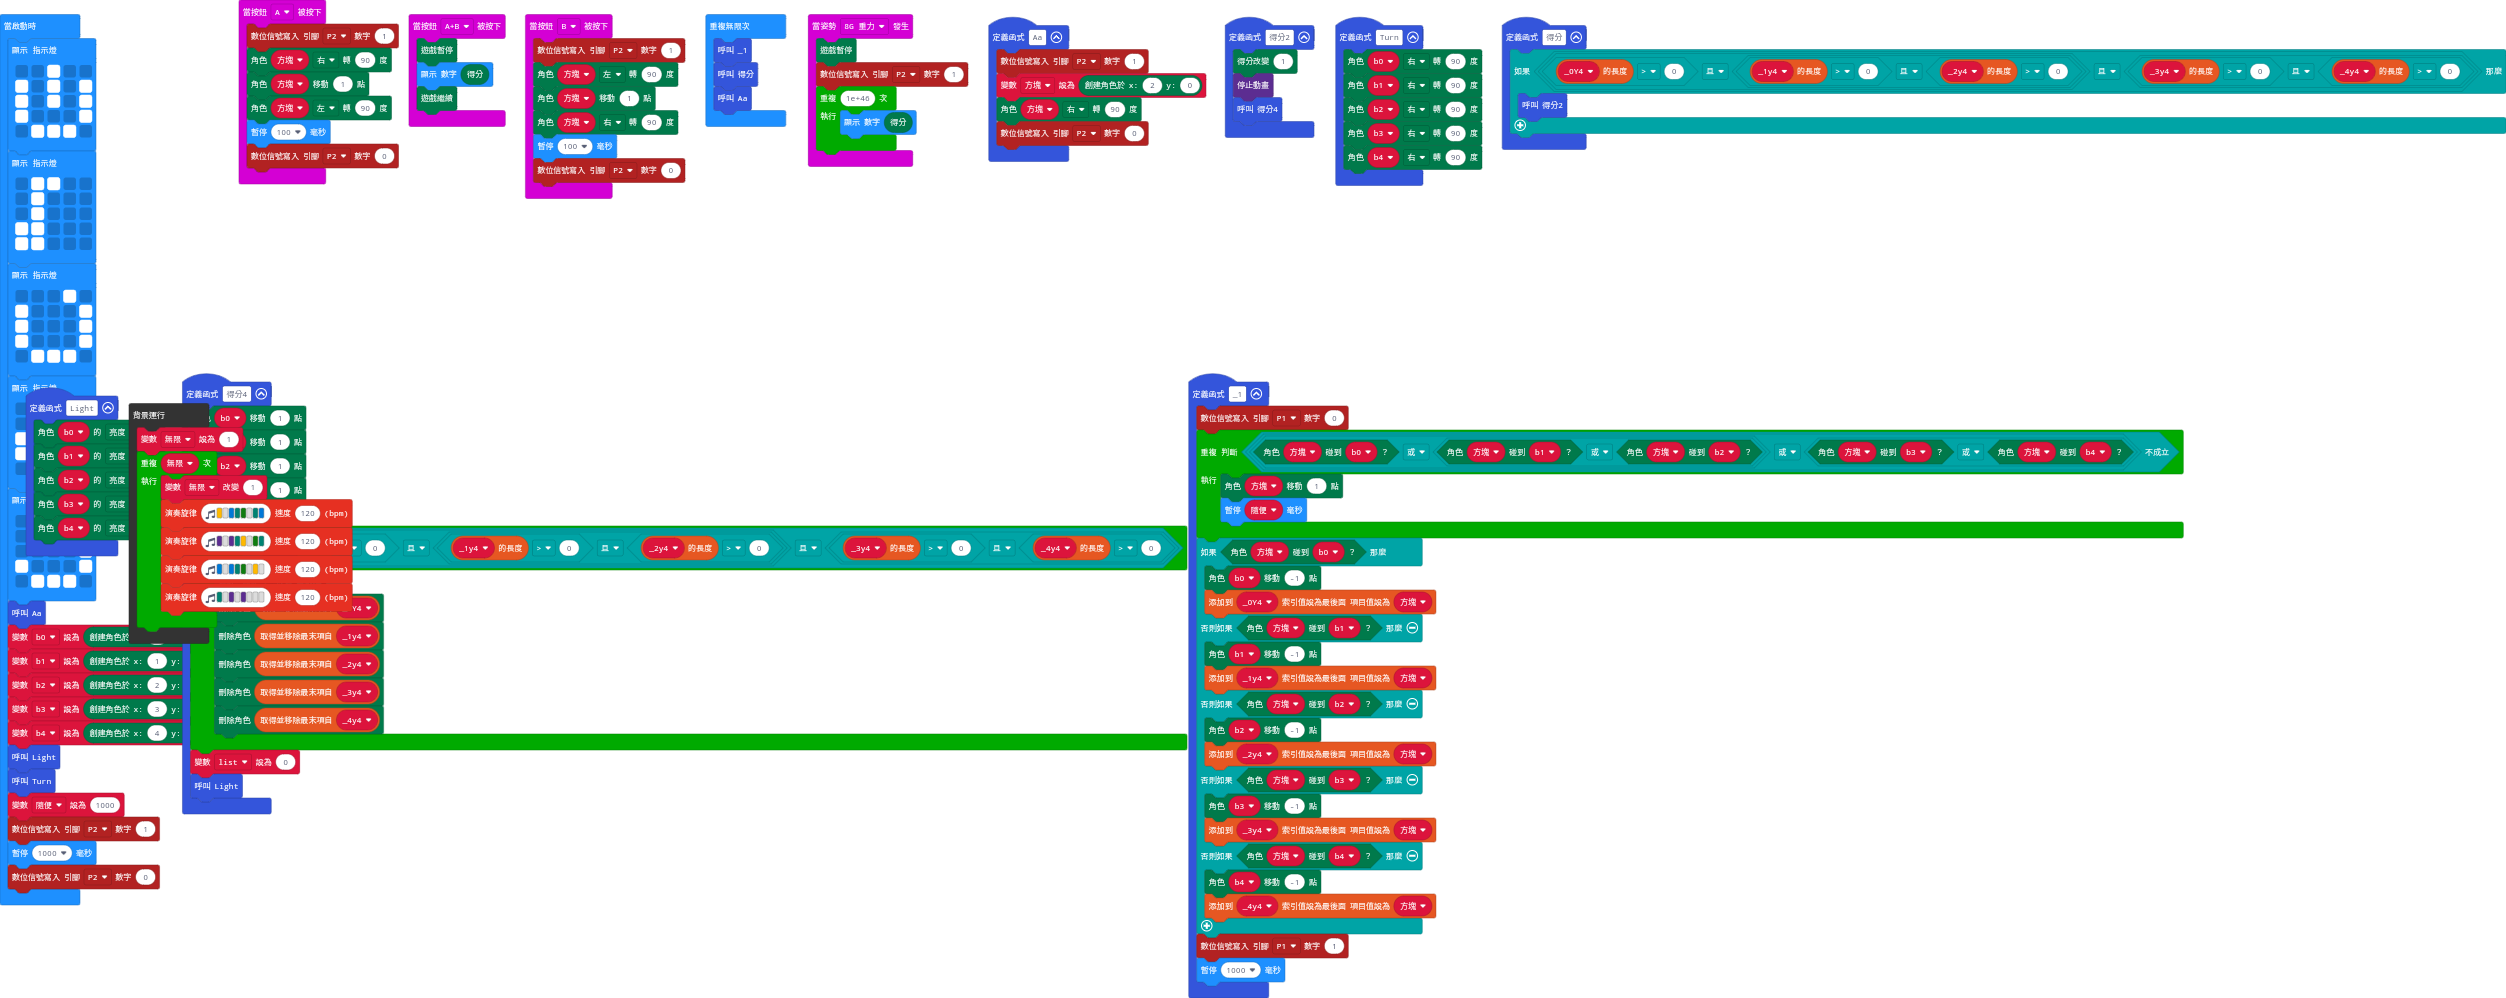 當啟動時
顯示 指示燈
顯示 指示燈
顯示 指示燈
顯示
呼叫 Aa
變數 b0 設為 創建角色於
變數 b1 設為 創建角色於 x: 1 y:
變數 b2 設為 創建角色於 x: 2 y:
變數 b3 設為 創建角色於 x: 3 y:
變數 b4 設為 創建角色於 x: 4 y:
呼叫 Light
呼叫 Turn
變數 隨便 設為 1000
數位信號寫入 引腳 P2 數字 1
暫停 1000 毫秒
數位信號寫入 引腳 P2 數字 0
當按鈕 A 被按下
數位信號寫入 引腳 P2 數字 1
角色 方塊 右 轉 90 度
角色 方塊 移動 1 點
角色 方塊 左 轉 90 度
暫停 100 毫秒
數位信號寫入 引腳 P2 數字 0
當按鈕 A+B 被按下
遊戲暫停
顯示 數字 得分
遊戲繼續
當按鈕 B 被按下
數位信號寫入 引腳 P2 數字 1
角色 方塊 左 轉 90 度
角色 方塊 移動 1 點
角色 方塊 右 轉 90 度
暫停 100 毫秒
數位信號寫入 引腳 P2 數字 0
重複無限次
呼叫 _1
呼叫 得分
呼叫 Aa
當姿勢 8G 重力 發生
遊戲暫停
數位信號寫入 引腳 P2 數字 1
重複 1e+46 次
執行 顯示 數字 得分
定義函式 Aa
數位信號寫入 引腳 P2 數字 1
變數 方塊 設為 創建角色於 x: 2 y: 0
角色 方塊 右 轉 90 度
數位信號寫入 引腳 P2 數字 0
定義函式 得分2
得分改變 1
停止動畫
呼叫 得分4
定義函式 Turn
角色 b0 右 轉 90 度
角色 b1 右 轉 90 度
角色 b2 右 轉 90 度
角色 b3 右 轉 90 度
角色 b4 右 轉 90 度
定義函式 得分
如果 _0Y4 的長度 > 0 且 _1y4 的長度 > 0 且 _2y4 的長度 > 0 且 _3y4 的長度 > 0 且 _4y4 的長度 > 0 那麼
呼叫 得分2
定義函式 Light
角色 b0 的 亮度
角色 b1 的 亮度
角色 b2 的 亮度
角色 b3 的 亮度
角色 b4 的 亮度
背景運行
變數 無限 設為 1
重複 無限 次
執行 變數 無限 改變 1
演奏旋律 速度 120 (bpm)
演奏旋律 速度 120 (bpm)
演奏旋律 速度 120 (bpm)
演奏旋律 速度 120 (bpm)
定義函式 得分4
b0 移動 1 點
移動 1 點
b2 移動 1 點
1 點
0 且 _1y4 的長度 > 0 且 _2y4 的長度 > 0 且 _3y4 的長度 > 0 且 _4y4 的長度 > 0
Y4
刪除角色 取得並移除最末項自 _1y4
刪除角色 取得並移除最末項自 _2y4
刪除角色 取得並移除最末項自 _3y4
刪除角色 取得並移除最末項自 _4y4
變數 list 設為 0
呼叫 Light
定義函式 _1
數位信號寫入 引腳 P1 數字 0
重複 判斷 角色 方塊 碰到 b0 ? 或 角色 方塊 碰到 b1 ? 或 角色 方塊 碰到 b2 ? 或 角色 方塊 碰到 b3 ? 或 角色 方塊 碰到 b4 ? 不成立
執行 角色 方塊 移動 1 點
暫停 隨便 毫秒
如果 角色 方塊 碰到 b0 ? 那麼
角色 b0 移動 -1 點
添加到 _0Y4 索引值設為最後面 項目值設為 方塊
否則如果 角色 方塊 碰到 b1 ? 那麼
角色 b1 移動 -1 點
添加到 _1y4 索引值設為最後面 項目值設為 方塊
否則如果 角色 方塊 碰到 b2 ? 那麼
角色 b2 移動 -1 點
添加到 _2y4 索引值設為最後面 項目值設為 方塊
否則如果 角色 方塊 碰到 b3 ? 那麼
角色 b3 移動 -1 點
添加到 _3y4 索引值設為最後面 項目值設為 方塊
否則如果 角色 方塊 碰到 b4 ? 那麼
角色 b4 移動 -1 點
添加到 _4y4 索引值設為最後面 項目值設為 方塊
數位信號寫入 引腳 P1 數字 1
暫停 1000 毫秒